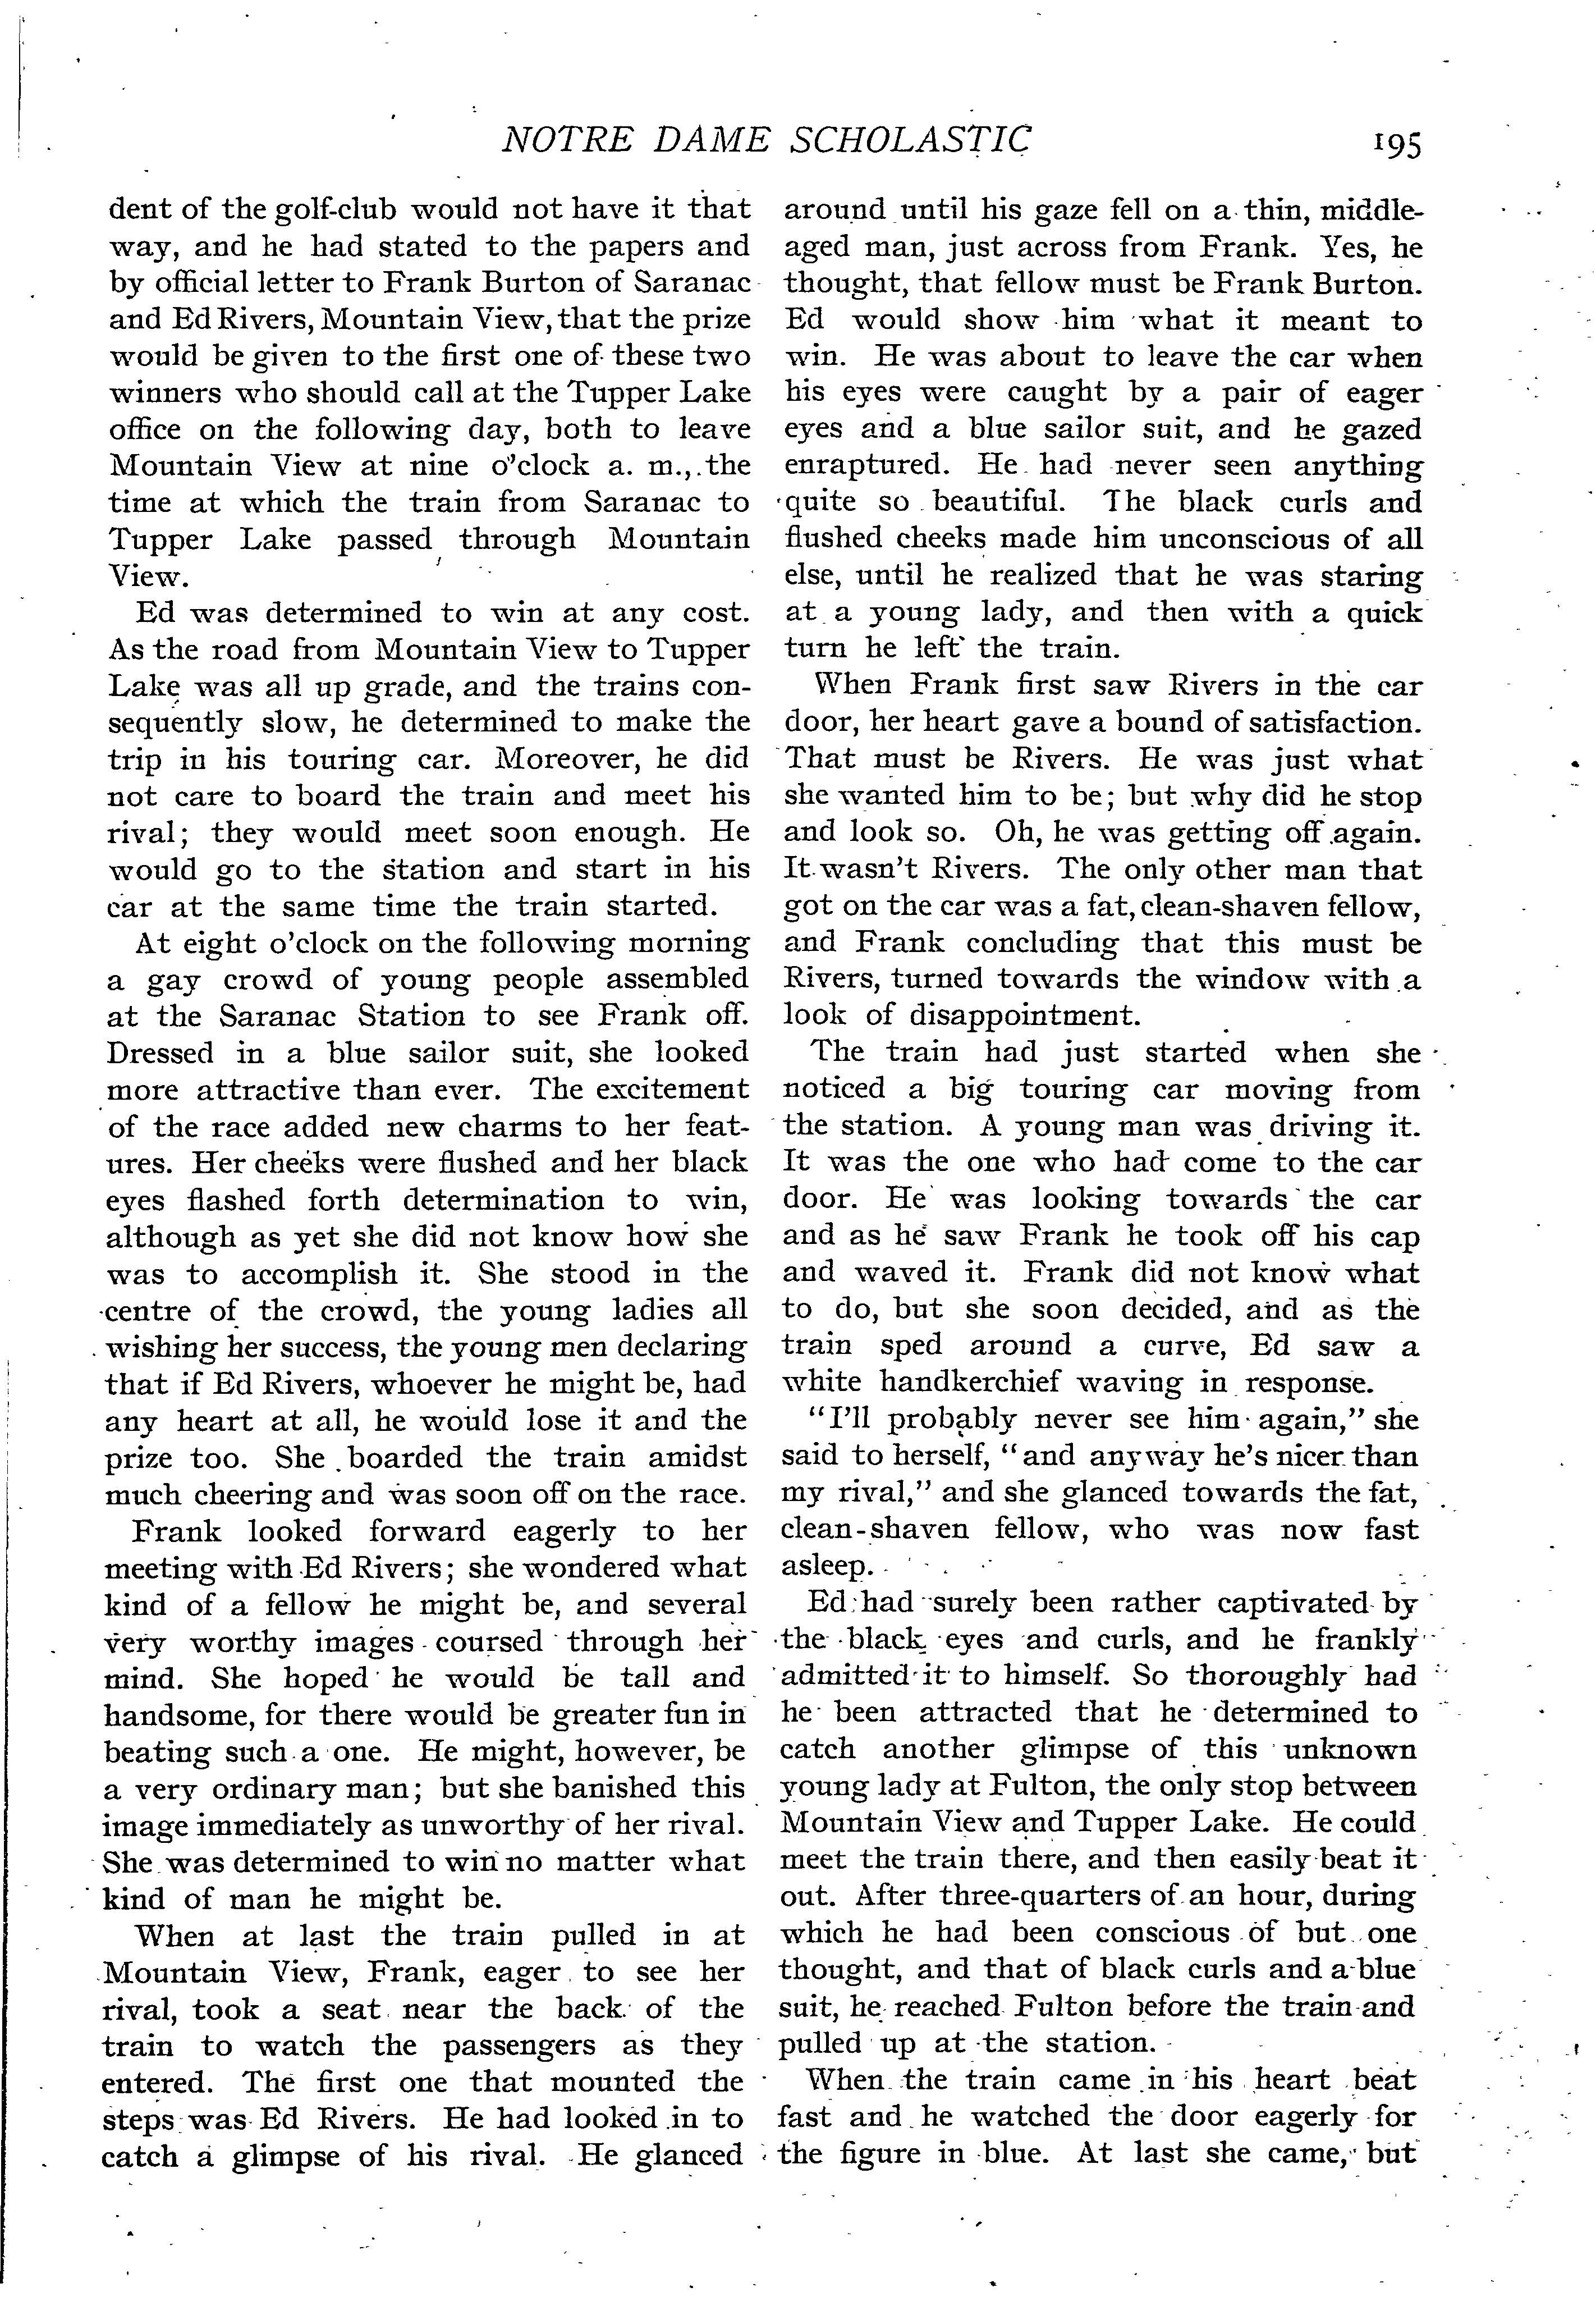 NOTRE DAME SCHOLASTIC 195
dent of the golf-club would not have it that
way, and he had stated to the papers and
by official letter to Frank Burton of Saranac
and Ed Rivers, Mountain View, that the prize
would be given to the first one of these two
winners who should call at the Tupper Lake
office on the following day, both to leave
Mountain View at nine o'clock a. m., the
time at which the train from Saranac to
Tupper Lake passed through Mountain
View.
Ed was determined to win at any cost.
As the road from Mountain View to Tupper
Lake was all up grade, and the trains con-
sequently slow, he determined to make the
trip in his touring car. Moreover, he did
not care to board the train and meet his
rival; they would meet soon enough. He
would go to the station and start in his
car at the same time the train started.
At eight o'clock on the following morning
a gay crowd of young people assembled
at the Saranac Station to see Frank off.
Dressed in a blue sailor suit, she looked
more attractive than ever. The excitement
of the race added new charms to her feat-
ures. Her cheeks were flushed and her black
eyes flashed forth determination to win,
although as yet she did not know how she
was to accomplish it. She stood in the
centre of the crowd, the young ladies all
wishing her success, the young men declaring
that if Ed Rivers, whoever he might be, had
any heart at all, he would lose it and the
prize too. She boarded the train amidst
much cheering and was soon off on the race.
Frank looked forward eagerly to her
meeting with Ed Rivers; she wondered what
kind of a fellow he might be, and several
very worthy images coursed through her
mind. She hoped he would be tall and
handsome, for there would be greater fun in
beating such a one. He might, however, be
a very ordinary man; but she banished this
image immediately as unworthy of her rival.
She was determined to win no matter what
kind of man he might be.
When at last the train pulled in at
Mountain View, Frank, eager to see her
rival, took a seat near the back of the
train to watch the passengers as they
entered. The first one that mounted the
steps was Ed Rivers. He had looked in to
catch a glimpse of his rival. He glanced
around until his gaze fell on a thin, middle-
aged man, just across from Frank. Yes, he
thought, that fellow must be Frank Burton.
Ed would show him what it meant to
win. He was about to leave the car when
his eyes were caught by a pair of eager
eyes and a blue sailor suit, and he gazed
enraptured. He had never seen anything
quite so beautiful. The black curls and
flushed cheeks made him unconscious of all
else, until he realized that he was staring
at a young lady, and then with a quick
turn he left the train.
When Frank first saw Rivers in the car
door, her heart gave a bound of satisfaction.
That must be Rivers. He was just what
she wanted him to be; but why did he stop
and look so. Oh, he was getting off again.
It wasn't Rivers. The only other man that
got on the car was a fat, clean-shaven fellow,
and Frank concluding that this must be
Rivers, turned towards the window with a
look of disappointment.
The train had just started when she
noticed a big touring car moving from
the station. A young man was driving it.
It was the one who had come to the car
door. He was looking towards the car
and as he saw Frank he took off his cap
and waved it. Frank did not know what
to do, but she soon decided, and as the
train sped around a curve, Ed saw a
white handkerchief waving in response.
"I'll probably never see him again," she
said to herself, "and anyway he's nicer than
my rival," and she glanced towards the fat,
clean-shaven fellow, who was now fast
asleep.
Ed had surely been rather captivated by
the black eyes and curls, and he frankly
admitted it to himself. So thoroughly had
he been attracted that he determined to
catch another glimpse of this unknown
young lady at Fulton, the only stop between
Mountain View and Tupper Lake. He could
meet the train there, and then easily beat it
out. After three-quarters of an hour, during
which he had been conscious of but one
thought, and that of black curls and a blue
suit, he reached Fulton before the train and
pulled up at the station.
When the train came in his heart beat
fast and he watched the door eagerly for
the figure in blue. At last she came, but